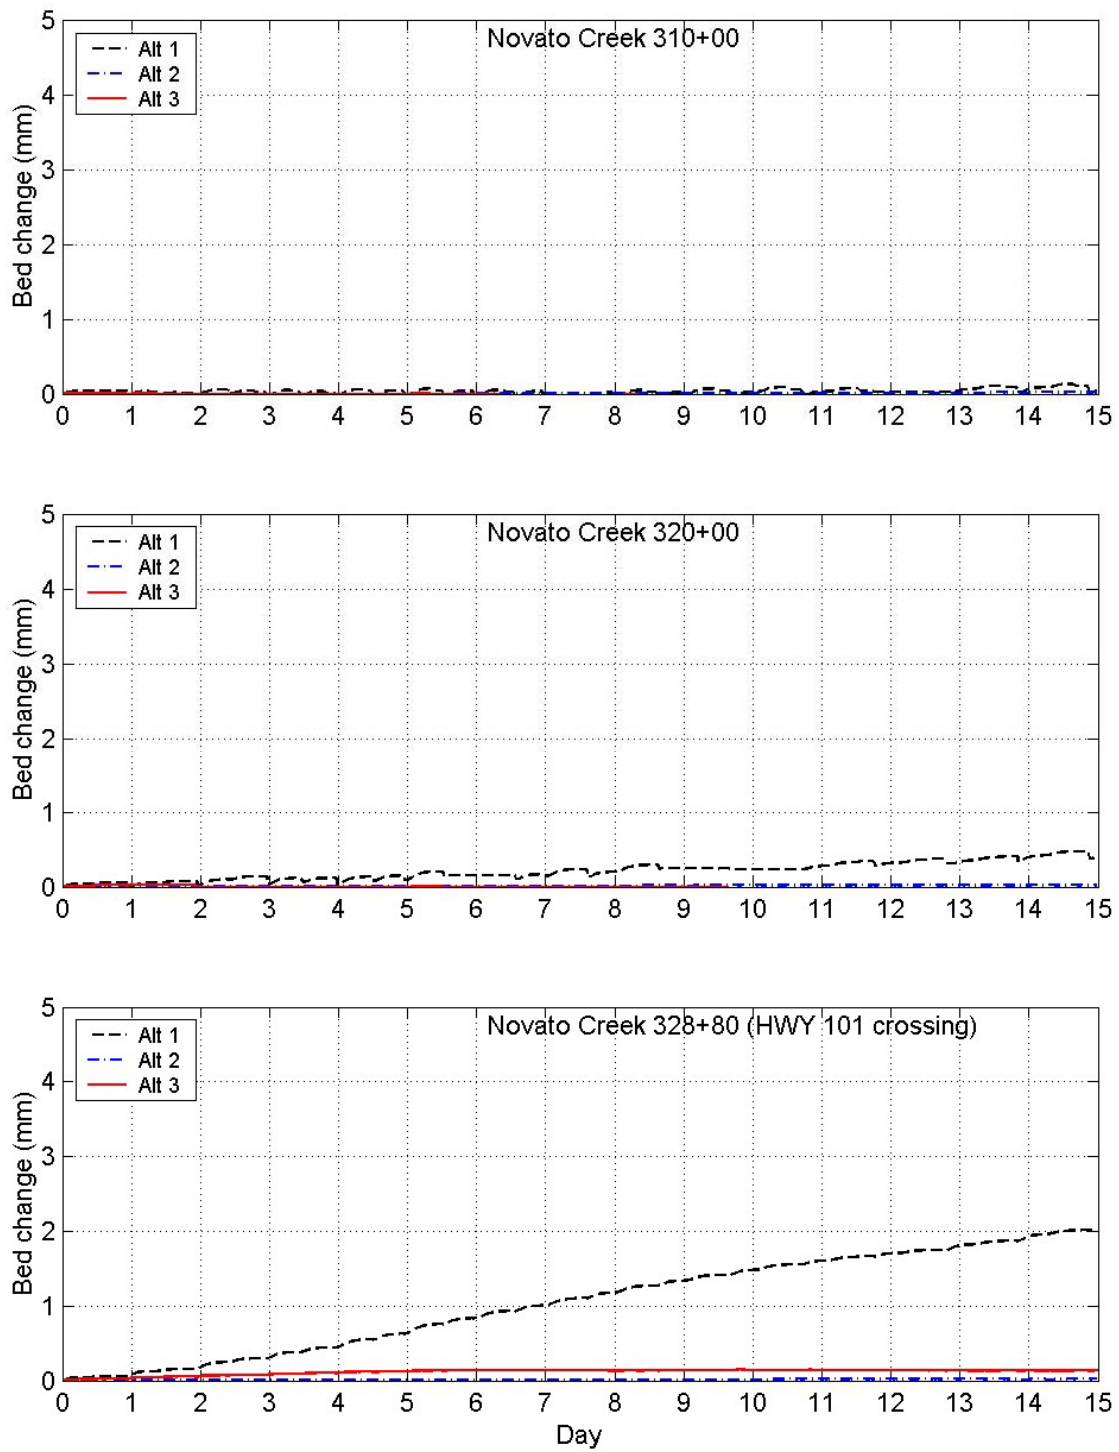 Novato Creek 310+00
Alt 1
Alt 2
Alt 3
Bed change (mm)
5
4
3
2
1
0
0 1 2 3 4 5 6 7 8 9 10 11 12 13 14 15
Novato Creek 320+00
Alt 1
Alt 2
Alt 3
Bed change (mm)
5
4
3
2
1
0
0 1 2 3 4 5 6 7 8 9 10 11 12 13 14 15
Novato Creek 328+80 (HWY 101 crossing)
Alt 1
Alt 2
Alt 3
Bed change (mm)
5
4
3
2
1
0
0 1 2 3 4 5 6 7 8 9 10 11 12 13 14 15
Day